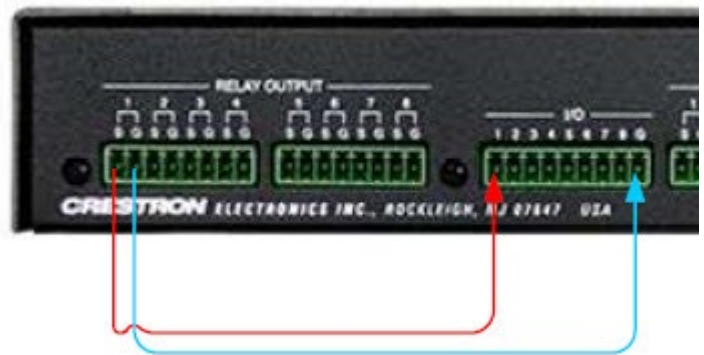 RELAY OUTPUT
1 2 3 4 5 6 7 8
S G S G S G S G S G S G S G S G
I/O
1 2 3 4 5 6 7 8 G
1
S G
CRESTRON ELECTRONICS INC., ROCKLEIGH, NJ 07647 USA